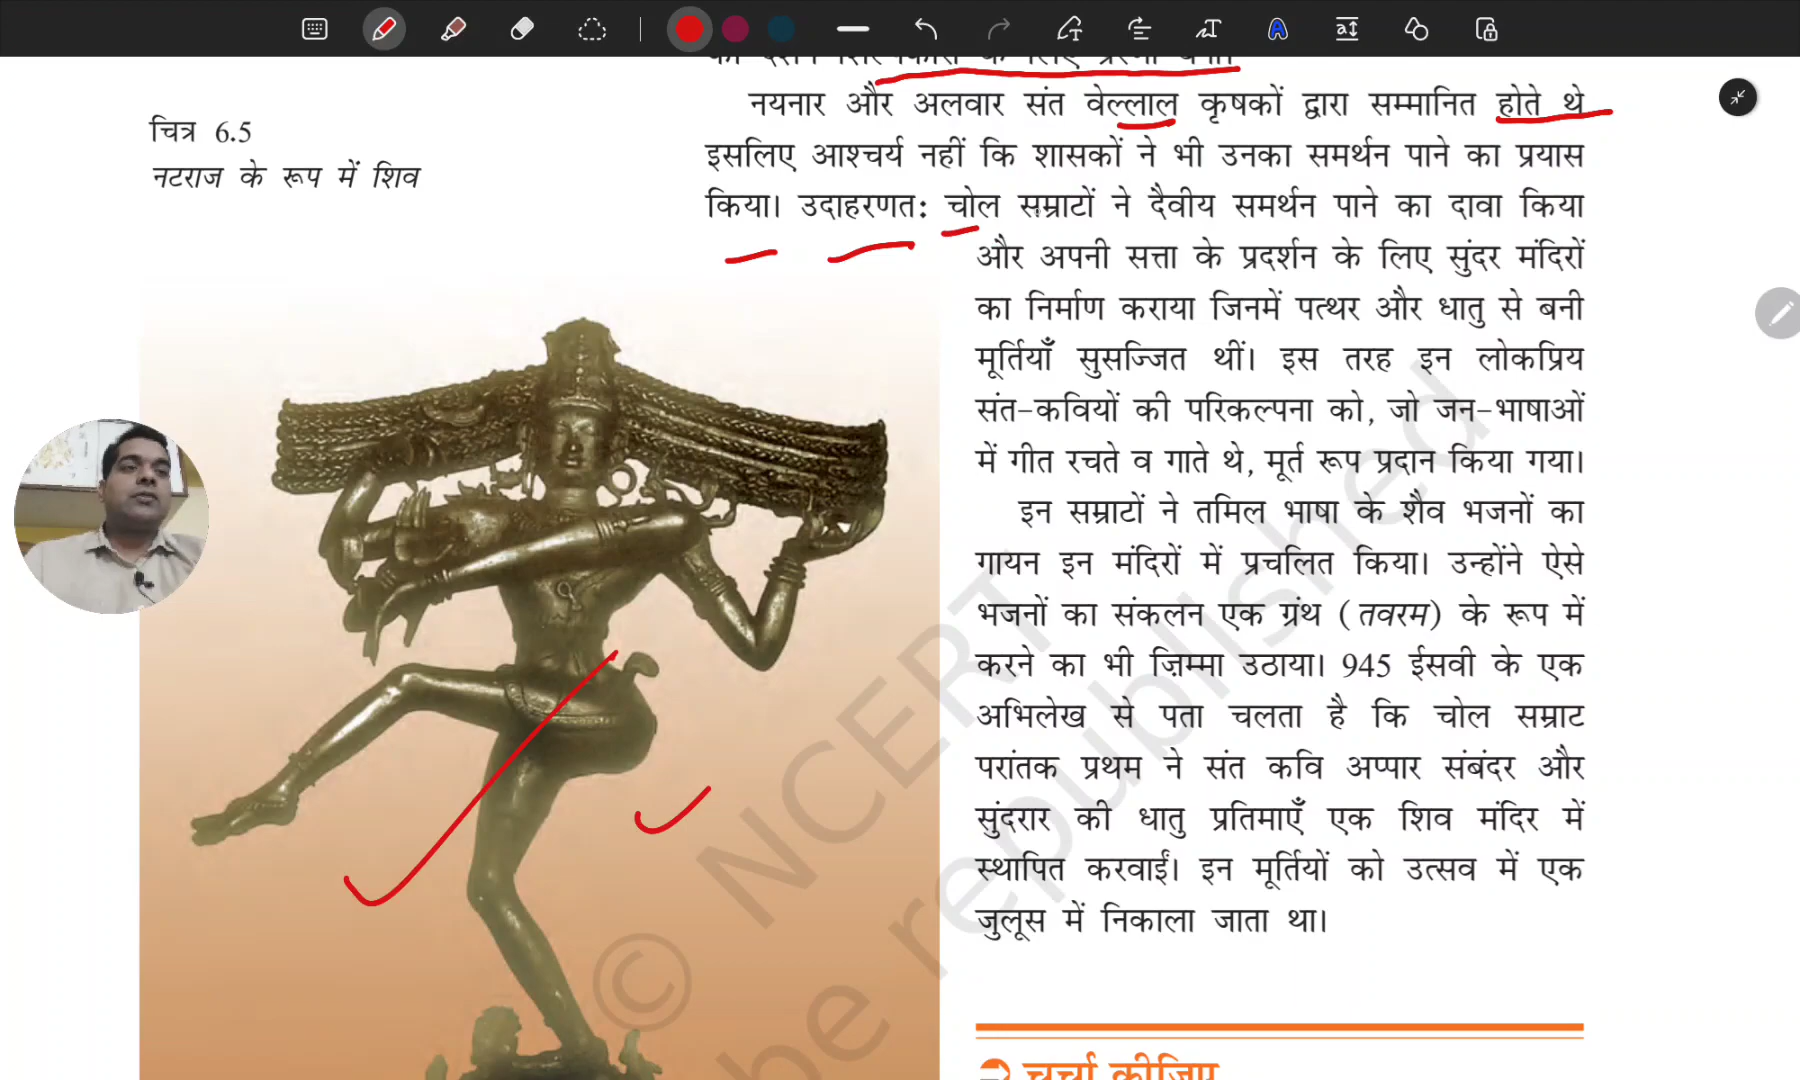 नयनार और अलवार संत वेल्लाल कृषकों द्वारा सम्मानित होते थे
चित्र 6.5
नटराज के रूप में शिव
इसलिए आश्चर्य नहीं कि शासकों ने भी उनका समर्थन पाने का प्रयास
किया। उदाहरणत: चोल सम्राटों ने दैवीय समर्थन पाने का दावा किया
और अपनी सत्ता के प्रदर्शन के लिए सुंदर मंदिरों
का निर्माण कराया जिनमें पत्थर और धातु से बनी
मूर्तियाँ सुसज्जित थीं। इस तरह इन लोकप्रिय
संत-कवियों की परिकल्पना को, जो जन-भाषाओं
में गीत रचते व गाते थे, मूर्त रूप प्रदान किया गया।
इन सम्राटों ने तमिल भाषा के शैव भजनों का
गायन इन मंदिरों में प्रचलित किया। उन्होंने ऐसे
भजनों का संकलन एक ग्रंथ (तवरम) के रूप में
करने का भी ज़िम्मा उठाया। 945 ईसवी के एक
अभिलेख से पता चलता है कि चोल सम्राट
परांतक प्रथम ने संत कवि अप्पार संबंदर और
सुंदरार की धातु प्रतिमाएँ एक शिव मंदिर में
स्थापित करवाईं। इन मूर्तियों को उत्सव में एक
जुलूस में निकाला जाता था।
चर्चा कीजिए
© NCERT
be republished